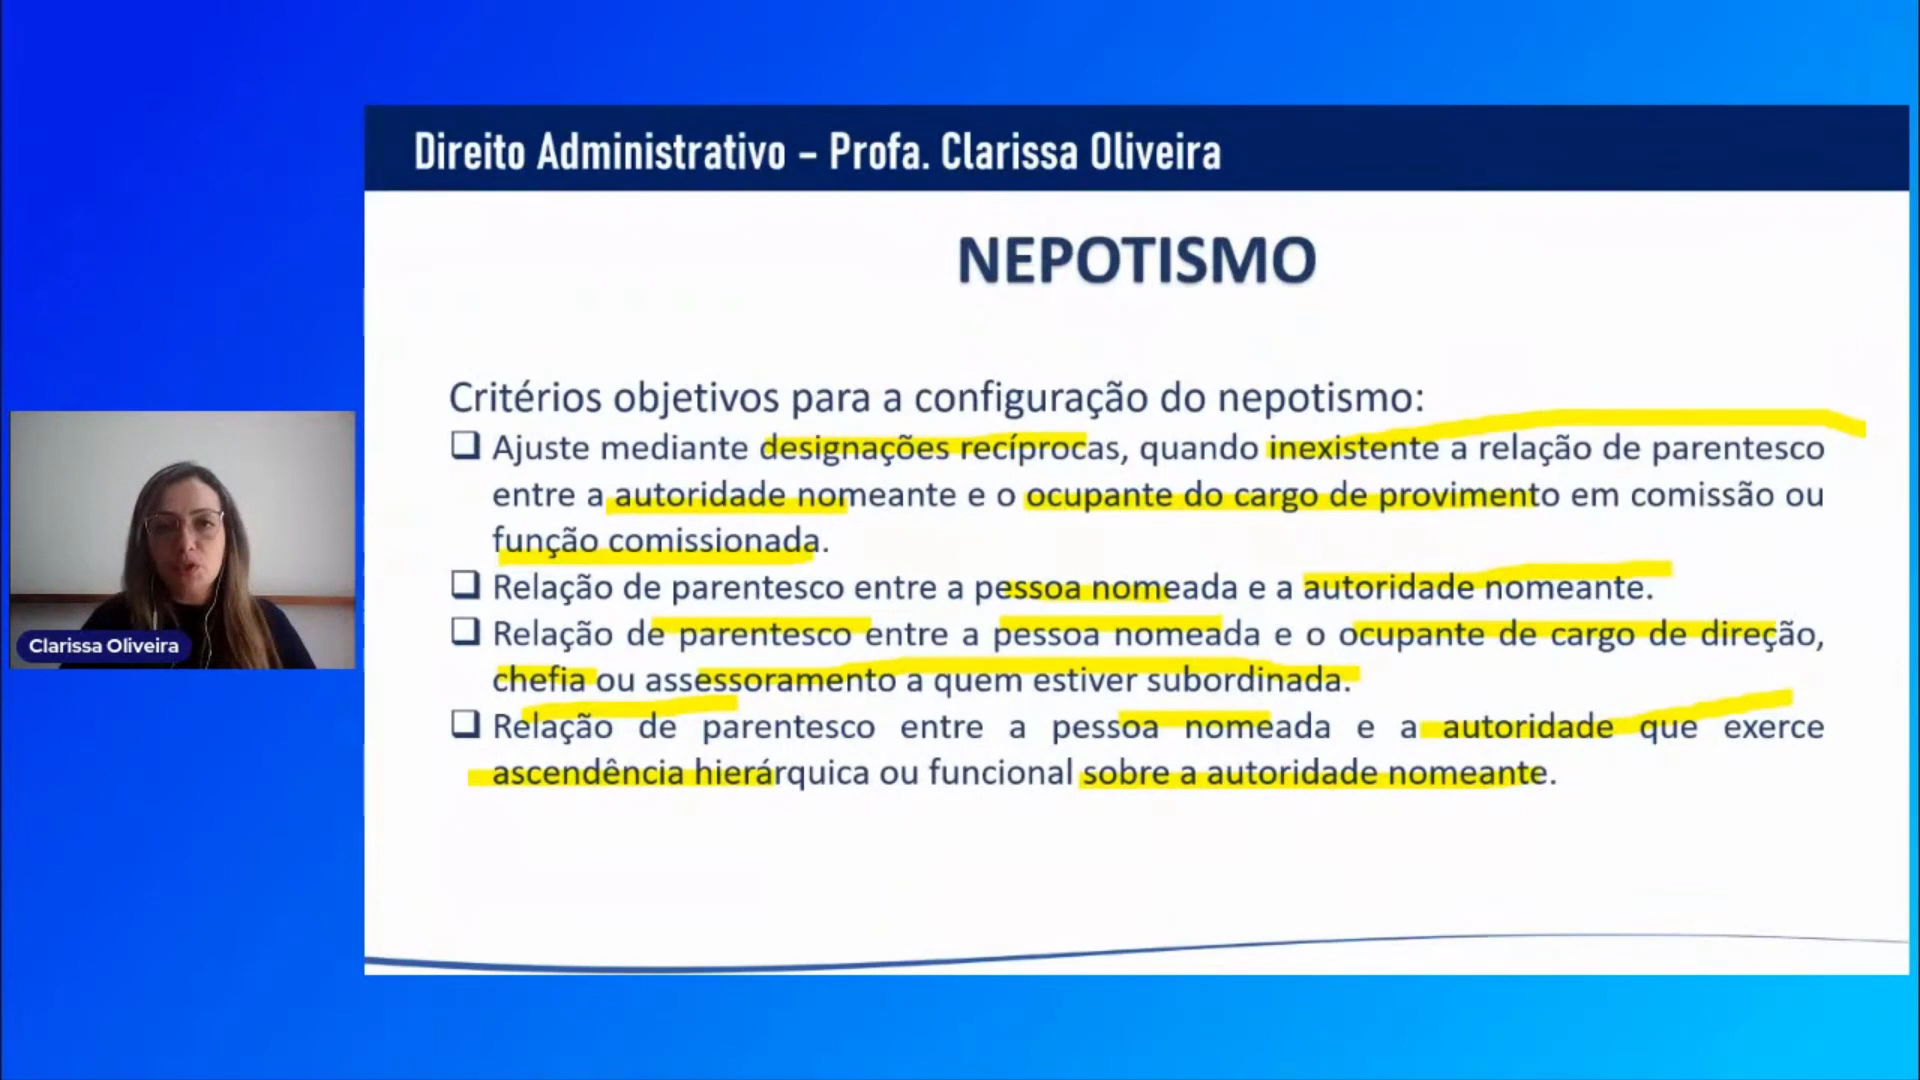 Direito Administrativo – Profa. Clarissa Oliveira
NEPOTISMO
Critérios objetivos para a configuração do nepotismo:
Ajuste mediante designações recíprocas, quando inexistente a relação de parentesco
entre a autoridade nomeante e o ocupante do cargo de provimento em comissão ou
função comissionada.
Relação de parentesco entre a pessoa nomeada e a autoridade nomeante.
Relação de parentesco entre a pessoa nomeada e o ocupante de cargo de direção,
chefia ou assessoramento a quem estiver subordinada.
Relação de parentesco entre a pessoa nomeada e a autoridade que exerce
ascendência hierárquica ou funcional sobre a autoridade nomeante.
Clarissa Oliveira